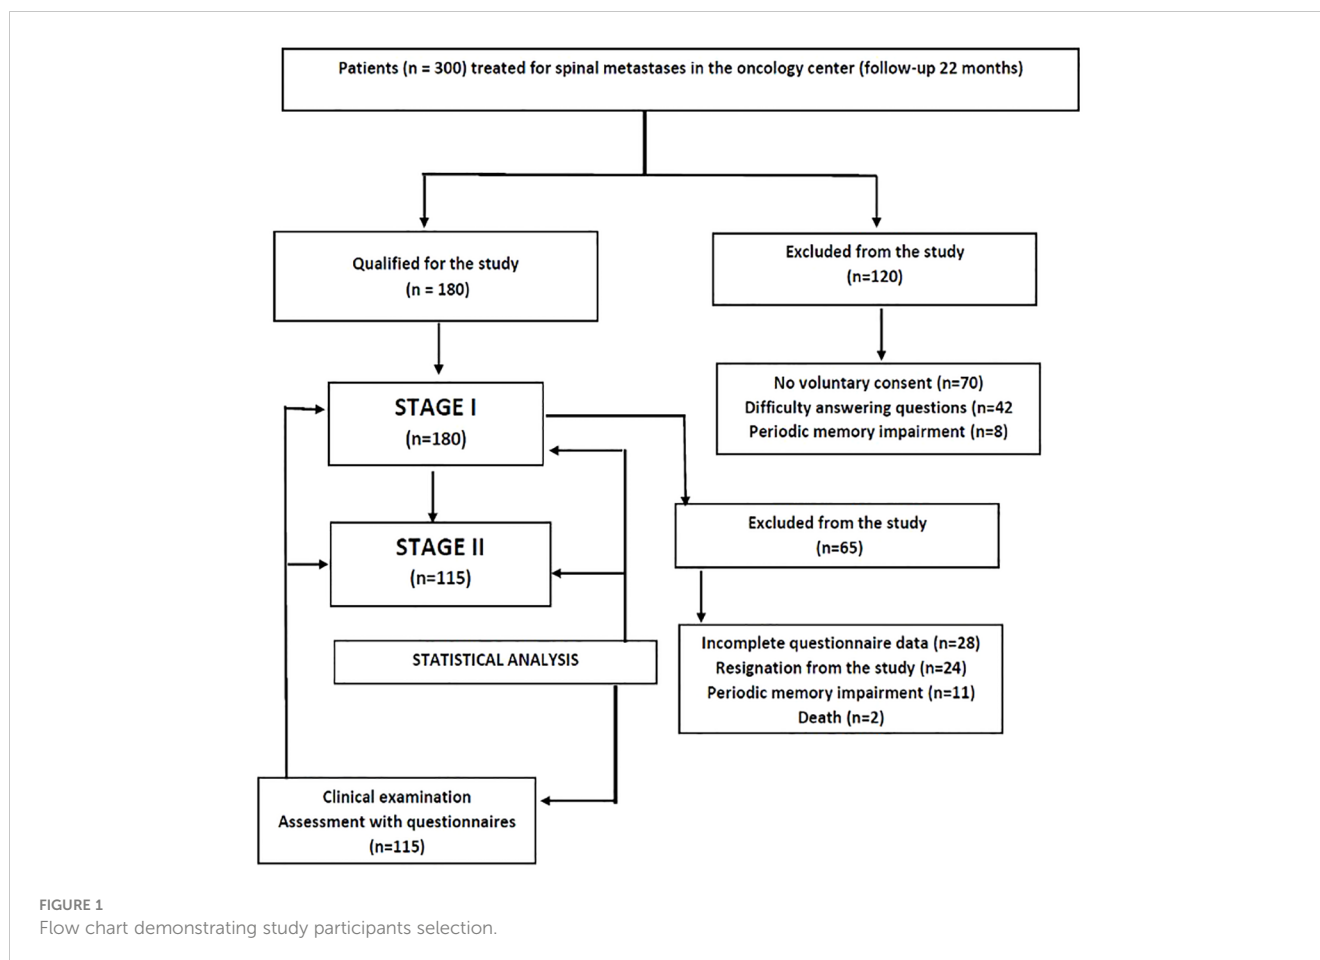 Patients (n = 300) treated for spinal metastases in the oncology center (follow-up 22 months)
Qualified for the study
(n = 180)
Excluded from the study
(n=120)
No voluntary consent (n=70)
Difficulty answering questions (n=42
Periodic memory impairment (n=8)
STAGE I
(n=180)
Excluded from the study
(n=65)
STAGE II
(n=115)
Incomplete questionnaire data (n=28)
Resignation from the study (n=24)
Periodic memory impairment (n=11)
Death (n=2)
STATISTICAL ANALYSIS
Clinical examination
Assessment with questionnaires
(n=115)
FIGURE 1
Flow chart demonstrating study participants selection.